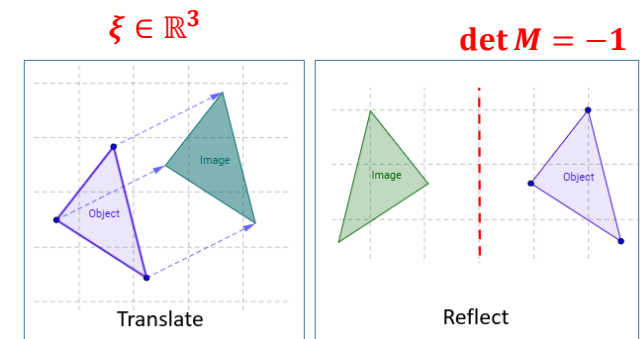 ξ ∈ ℝ³
det M = −1
Image
Object
Translate
Image
Object
Reflect